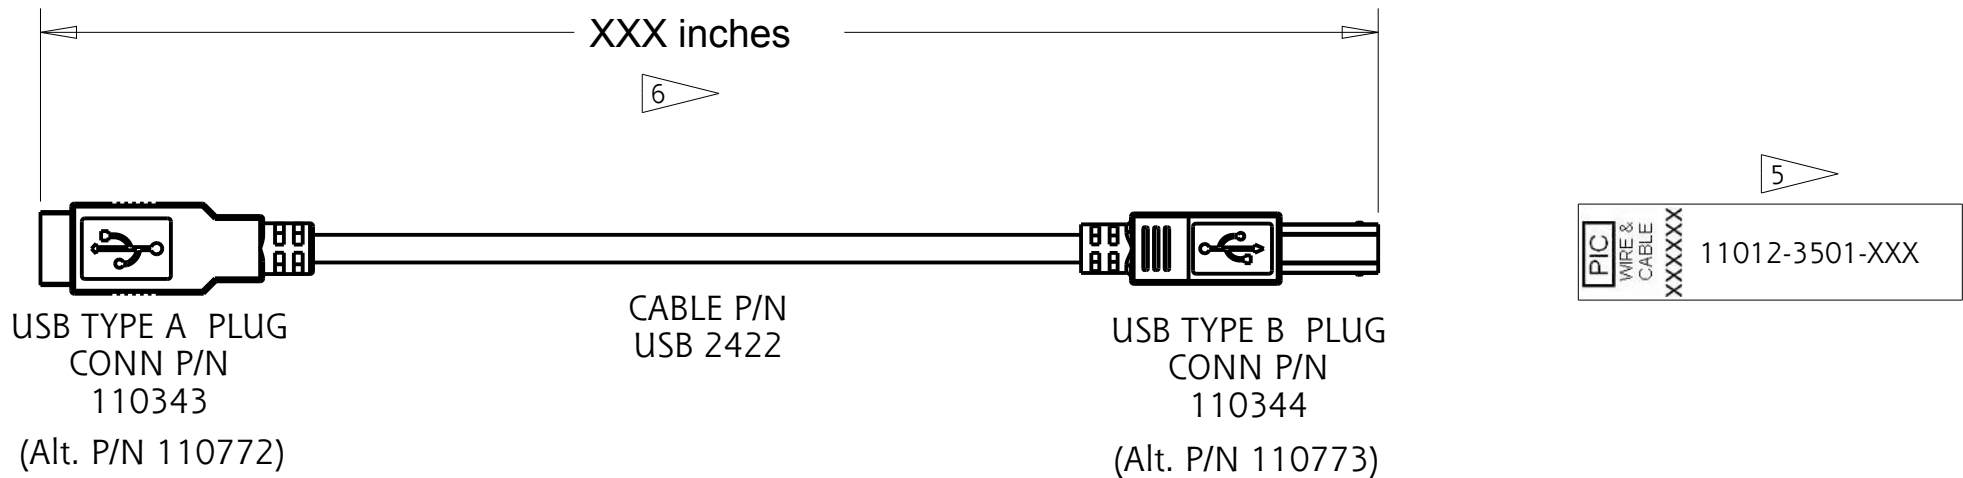 XXX inches
6
USB TYPE A PLUG
CONN P/N
110343
(Alt. P/N 110772)
CABLE P/N
USB 2422
USB TYPE B PLUG
CONN P/N
110344
(Alt. P/N 110773)
5
PIC
WIRE &
CABLE
XXXXXX
11012-3501-XXX